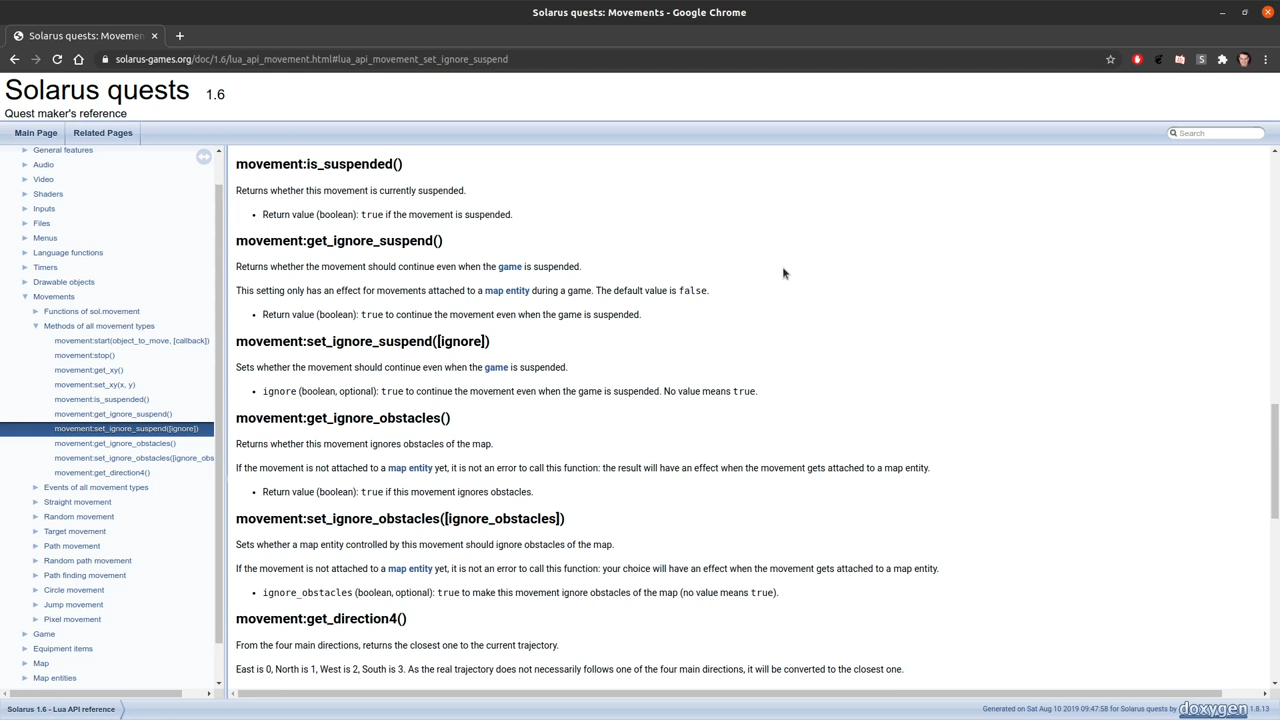 Solarus quests: Movements - Google Chrome
Solarus quests: Movemen
solarus-games.org/doc/1.6/lua_api_movement.html#lua_api_movement_set_ignore_suspend
Solarus quests 1.6
Quest maker's reference
Main Page Related Pages
Search
General features
Audio
Video
Shaders
Inputs
Files
Menus
Language functions
Timers
Drawable objects
Movements
Functions of sol.movement
Methods of all movement types
movement:start(object_to_move, [callback])
movement:stop()
movement:get_xy()
movement:set_xy(x, y)
movement:is_suspended()
movement:get_ignore_suspend()
movement:set_ignore_suspend([ignore])
movement:get_ignore_obstacles()
movement:set_ignore_obstacles([ignore_obs
movement:get_direction4()
Events of all movement types
Straight movement
Random movement
Target movement
Path movement
Random path movement
Path finding movement
Circle movement
Jump movement
Pixel movement
Game
Equipment items
Map
Map entities
movement:is_suspended()
Returns whether this movement is currently suspended.
• Return value (boolean): true if the movement is suspended.
movement:get_ignore_suspend()
Returns whether the movement should continue even when the game is suspended.
This setting only has an effect for movements attached to a map entity during a game. The default value is false.
• Return value (boolean): true to continue the movement even when the game is suspended.
movement:set_ignore_suspend([ignore])
Sets whether the movement should continue even when the game is suspended.
• ignore (boolean, optional): true to continue the movement even when the game is suspended. No value means true.
movement:get_ignore_obstacles()
Returns whether this movement ignores obstacles of the map.
If the movement is not attached to a map entity yet, it is not an error to call this function: the result will have an effect when the movement gets attached to a map entity.
• Return value (boolean): true if this movement ignores obstacles.
movement:set_ignore_obstacles([ignore_obstacles])
Sets whether a map entity controlled by this movement should ignore obstacles of the map.
If the movement is not attached to a map entity yet, it is not an error to call this function: your choice will have an effect when the movement gets attached to a map entity.
• ignore_obstacles (boolean, optional): true to make this movement ignore obstacles of the map (no value means true).
movement:get_direction4()
From the four main directions, returns the closest one to the current trajectory.
East is 0, North is 1, West is 2, South is 3. As the real trajectory does not necessarily follows one of the four main directions, it will be converted to the closest one.
Solarus 1.6 - Lua API reference
Generated on Sat Aug 10 2019 09:47:58 for Solarus quests by doxygen 1.8.13